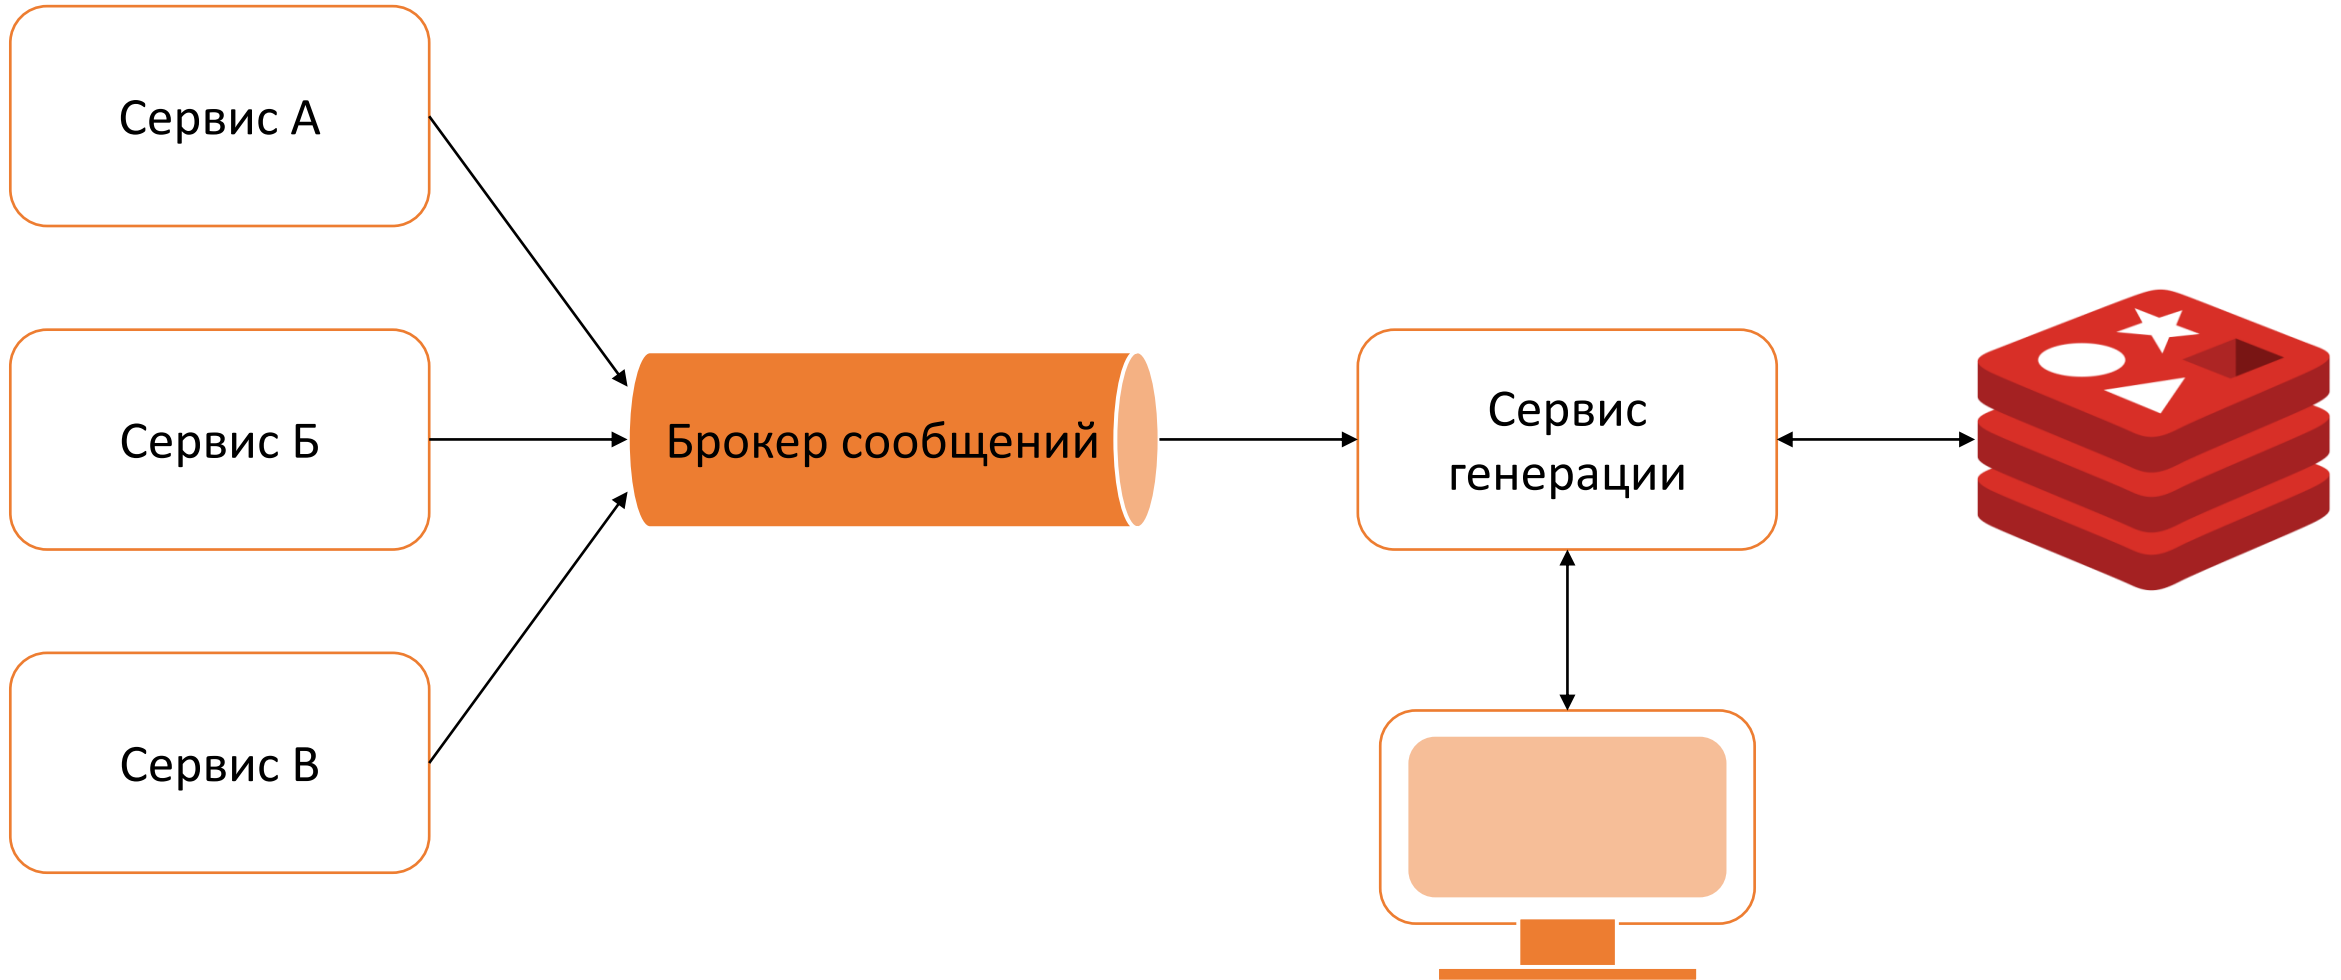 Сервис А
Сервис Б
Брокер сообщений
Сервис
генерации
Сервис В